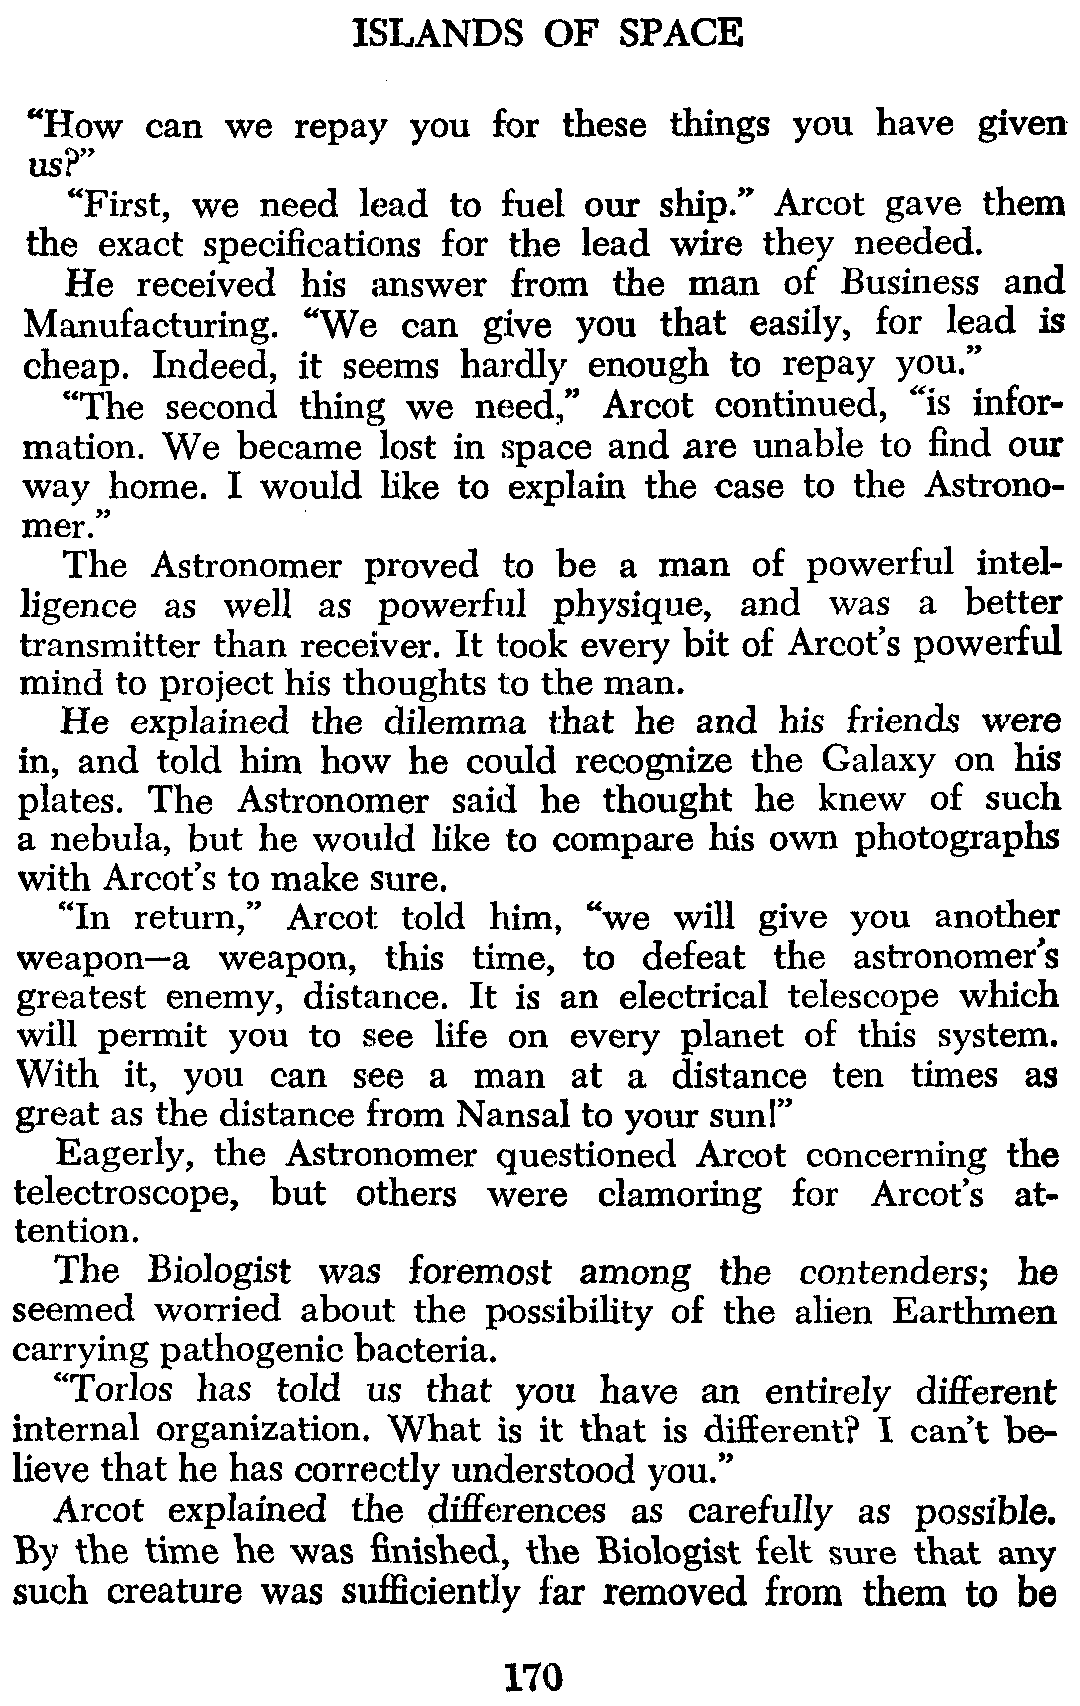 ISLANDS OF SPACE
“How can we repay you for these things you have given
us?”
“First, we need lead to fuel our ship.” Arcot gave them
the exact specifications for the lead wire they needed.
He received his answer from the man of Business and
Manufacturing. “We can give you that easily, for lead is
cheap. Indeed, it seems hardly enough to repay you.”
“The second thing we need,” Arcot continued, “is infor-
mation. We became lost in space and are unable to find our
way home. I would like to explain the case to the Astrono-
mer.”
The Astronomer proved to be a man of powerful intel-
ligence as well as powerful physique, and was a better
transmitter than receiver. It took every bit of Arcot’s powerful
mind to project his thoughts to the man.
He explained the dilemma that he and his friends were
in, and told him how he could recognize the Galaxy on his
plates. The Astronomer said he thought he knew of such
a nebula, but he would like to compare his own photographs
with Arcot’s to make sure.
“In return,” Arcot told him, “we will give you another
weapon—a weapon, this time, to defeat the astronomer’s
greatest enemy, distance. It is an electrical telescope which
will permit you to see life on every planet of this system.
With it, you can see a man at a distance ten times as
great as the distance from Nansal to your sun!”
Eagerly, the Astronomer questioned Arcot concerning the
telectroscope, but others were clamoring for Arcot’s at-
tention.
The Biologist was foremost among the contenders; he
seemed worried about the possibility of the alien Earthmen
carrying pathogenic bacteria.
“Torlos has told us that you have an entirely different
internal organization. What is it that is different? I can’t be-
lieve that he has correctly understood you.”
Arcot explained the differences as carefully as possible.
By the time he was finished, the Biologist felt sure that any
such creature was sufficiently far removed from them to be
170